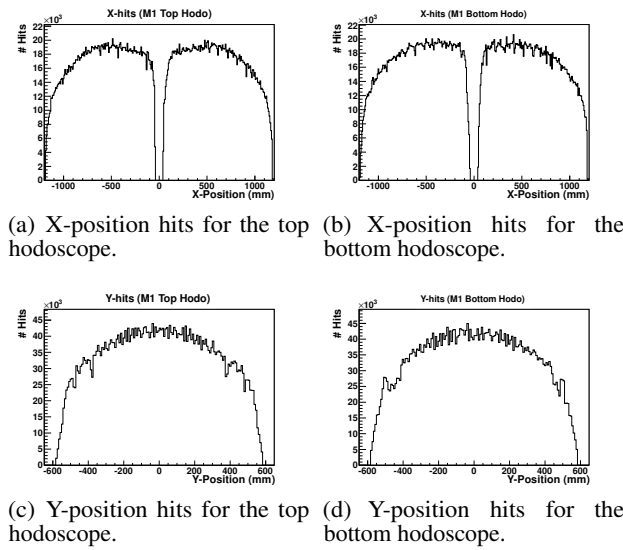 X-hits (M1 Top Hodo)
# Hits
×10³
22
20
18
16
14
12
10
8
6
4
2
0
-1000 -500 0 500 1000
X-Position (mm)
X-hits (M1 Bottom Hodo)
# Hits
×10³
22
20
18
16
14
12
10
8
6
4
2
0
-1000 -500 0 500 1000
X-Position (mm)
(a) X-position hits for the top
hodoscope.
(b) X-position hits for the
bottom hodoscope.
Y-hits (M1 Top Hodo)
# Hits
×10³
45
40
35
30
25
20
15
10
5
0
-600 -400 -200 0 200 400 600
Y-Position (mm)
Y-hits (M1 Bottom Hodo)
# Hits
×10³
45
40
35
30
25
20
15
10
5
0
-600 -400 -200 0 200 400 600
Y-Position (mm)
(c) Y-position hits for the top
hodoscope.
(d) Y-position hits for the
bottom hodoscope.